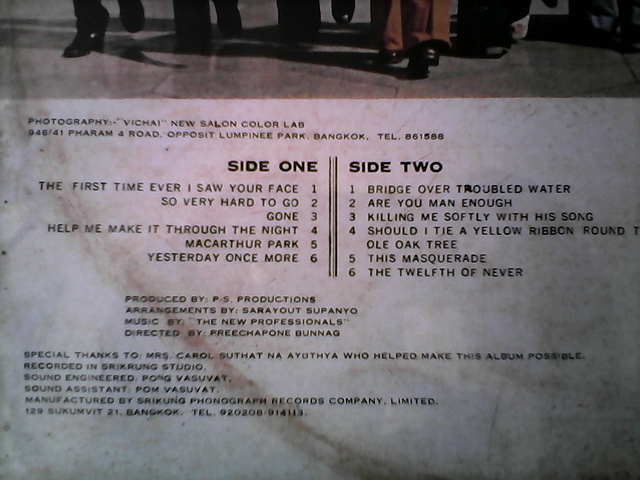 PHOTOGRAPHY:-"VICHAI" NEW SALON COLOR LAB
946/41 PHARAM 4 ROAD. OPPOSIT LUMPINEE PARK. BANGKOK. TEL. 861588
SIDE ONE
THE FIRST TIME EVER I SAW YOUR FACE 1
SO VERY HARD TO GO 2
GONE 3
HELP ME MAKE IT THROUGH THE NIGHT 4
MACARTHUR PARK 5
YESTERDAY ONCE MORE 6
SIDE TWO
1 BRIDGE OVER TROUBLED WATER
2 ARE YOU MAN ENOUGH
3 KILLING ME SOFTLY WITH HIS SONG
4 SHOULD I TIE A YELLOW RIBBON ROUND T
OLE OAK TREE
5 THIS MASQUERADE
6 THE TWELFTH OF NEVER
PRODUCED BY: P.S. PRODUCTIONS
ARRANGEMENTS BY: SARAYOUT SUPANYO
MUSIC BY: "THE NEW PROFESSIONALS"
DIRECTED BY: PREECHAPONE BUNNAG
SPECIAL THANKS TO: MRS. CAROL SUTHAT NA AYUTHYA WHO HELPED MAKE THIS ALBUM POSSIBLE.
RECORDED IN SRIKRUNG STUDIO.
SOUND ENGINEERED: PONG VASUVAT.
SOUND ASSISTANT: POM VASUVAT.
MANUFACTURED BY SRIKUNG PHONOGRAPH RECORDS COMPANY, LIMITED.
129 SUKUMVIT 21, BANGKOK. TEL. 920208-914113.